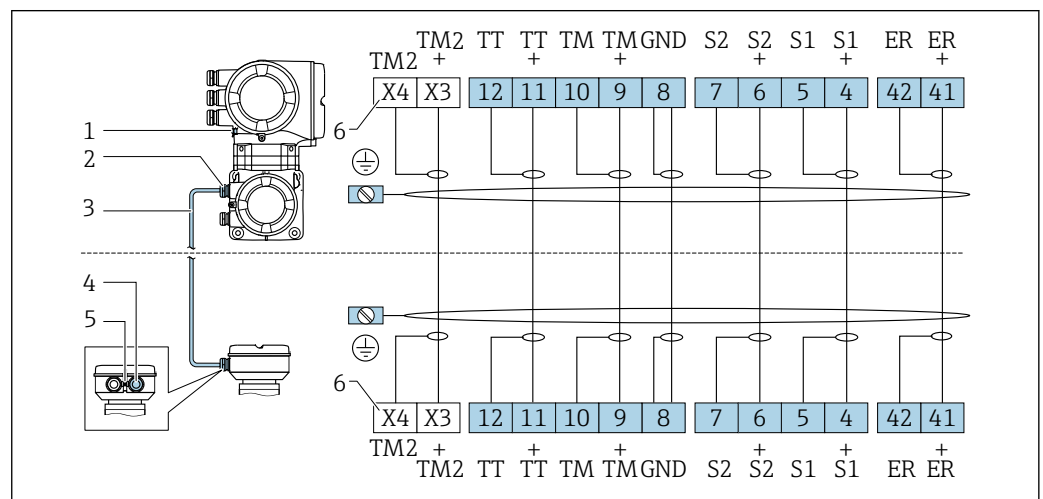 TM2 TT TT TM TM GND S2 S2 S1 S1 ER ER
TM2 + + + + + +
X4 X3 12 11 10 9 8 7 6 5 4 42 41
6
1
2
3
4
5
6
X4 X3 12 11 10 9 8 7 6 5 4 42 41
TM2 + + + + + +
TM2 TT TT TM TM GND S2 S2 S1 S1 ER ER